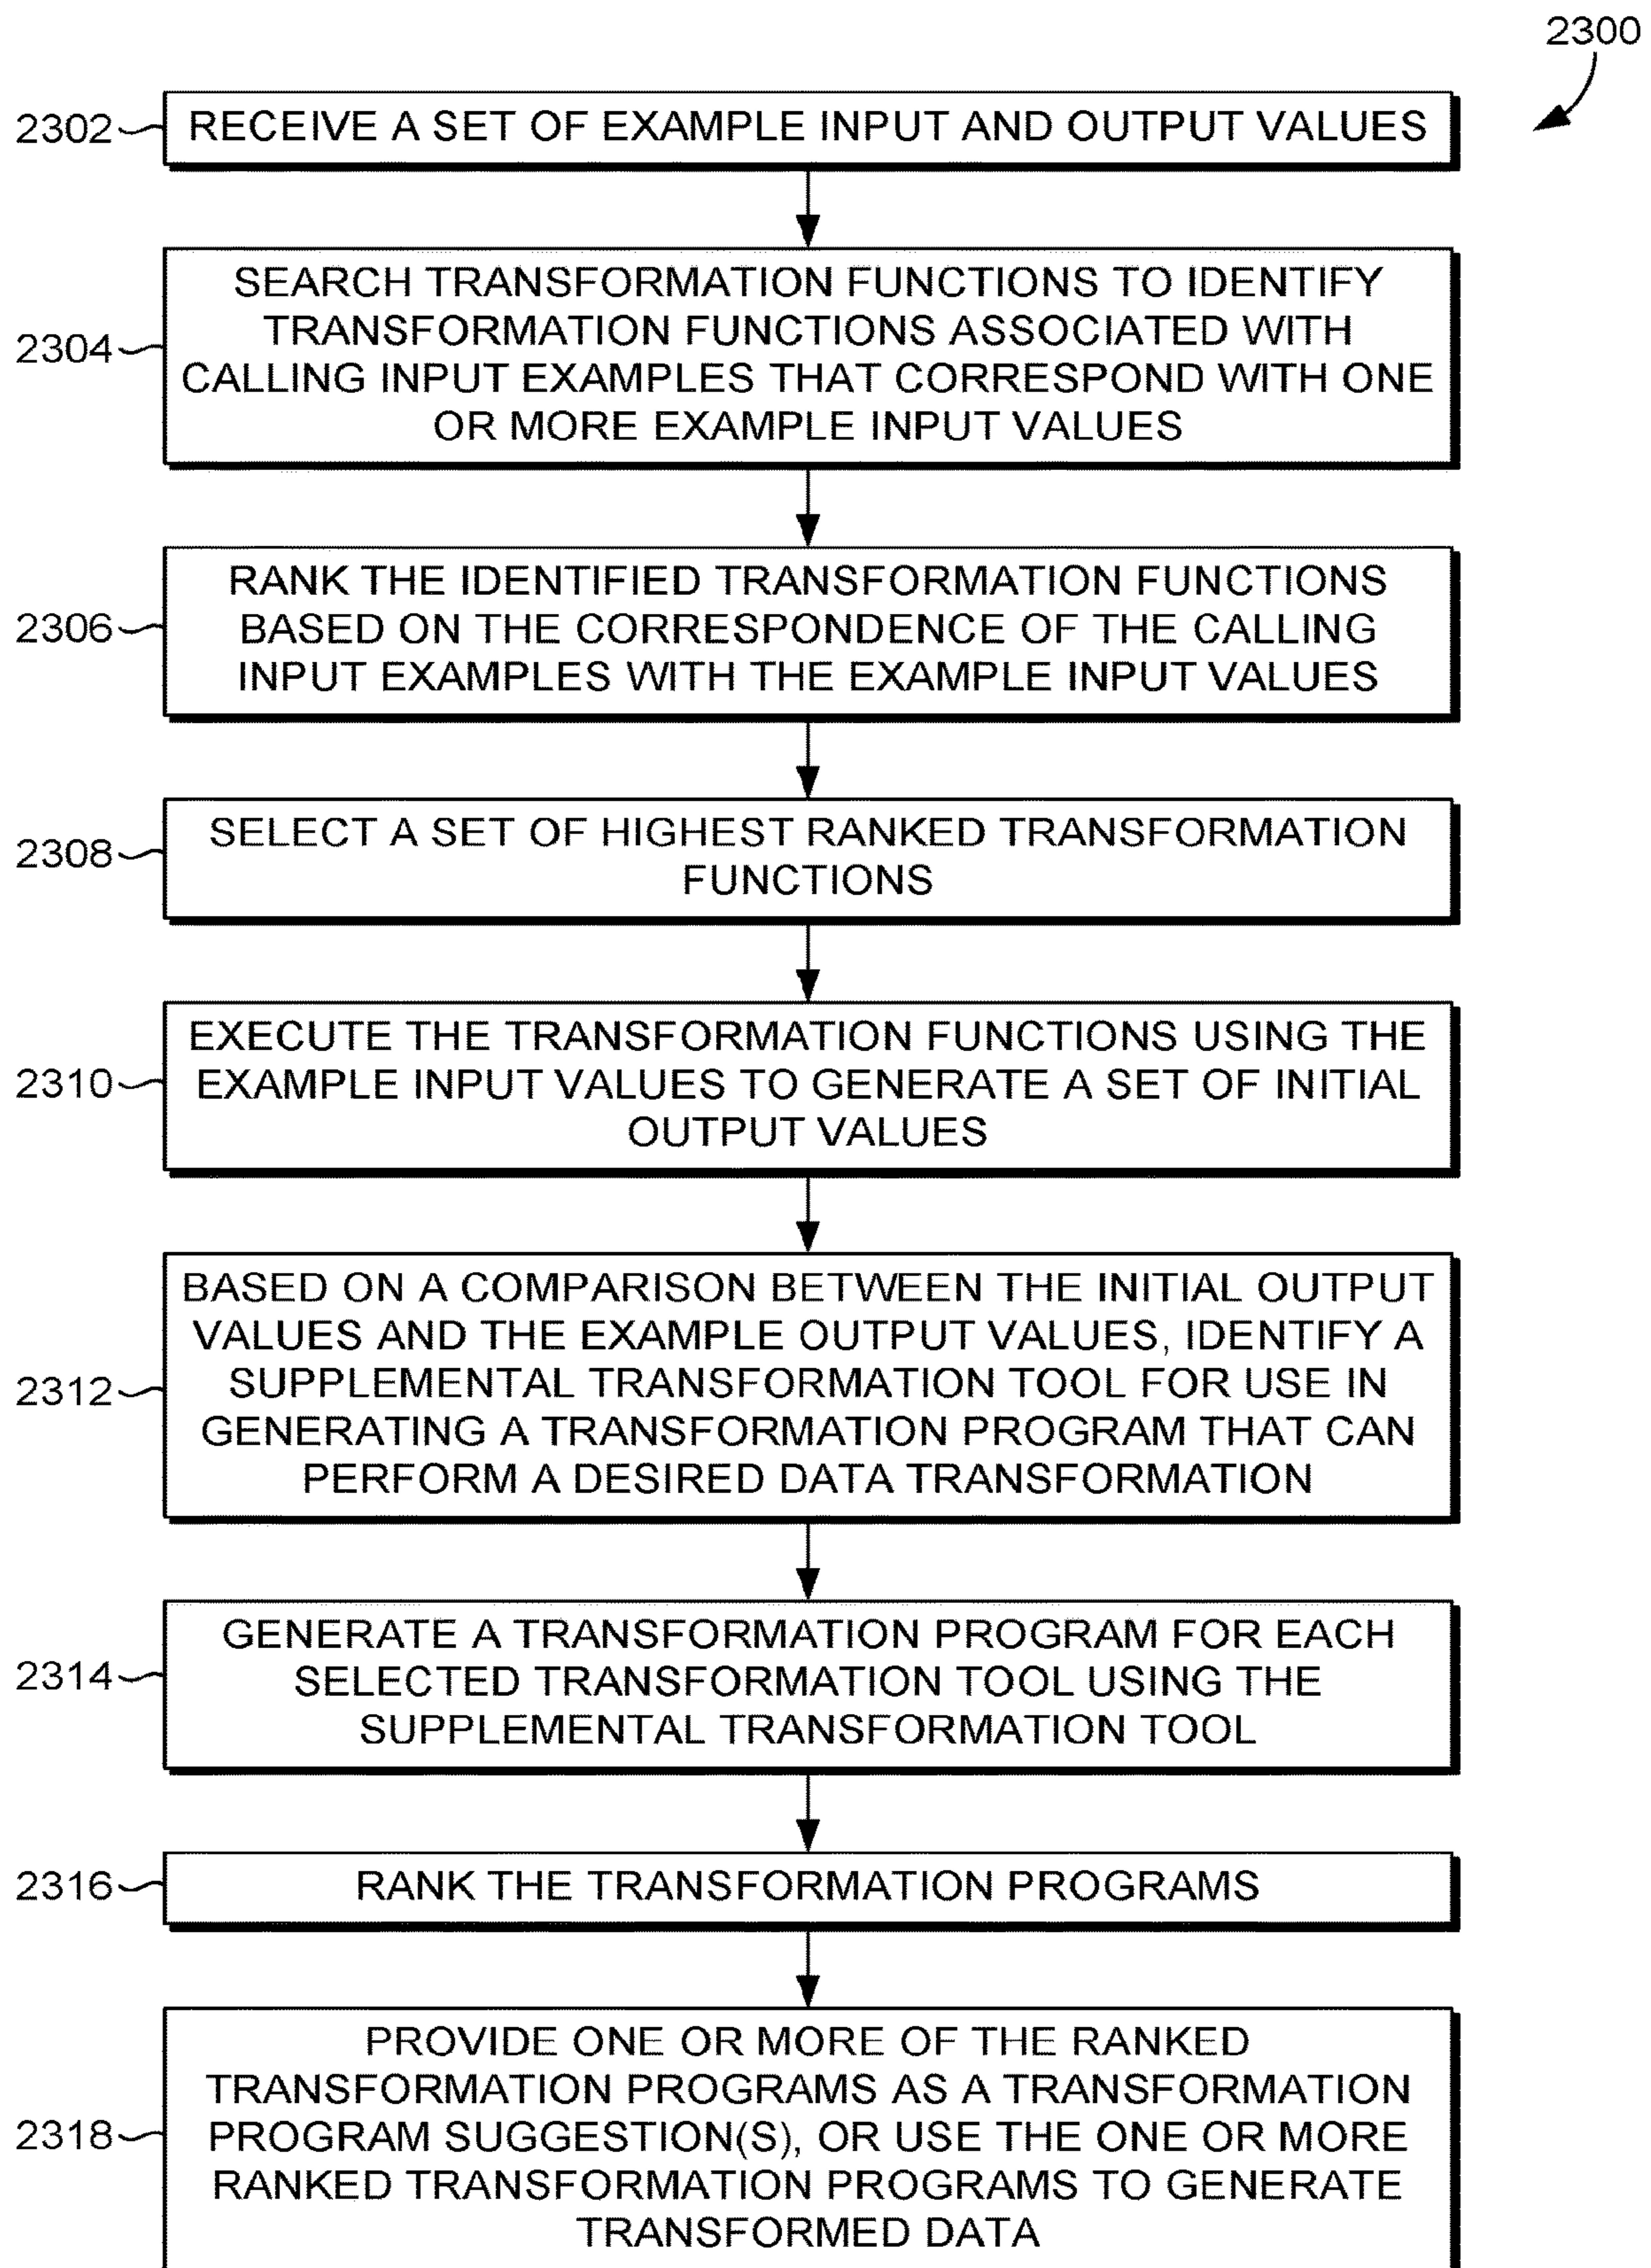 2300
2302
RECEIVE A SET OF EXAMPLE INPUT AND OUTPUT VALUES
2304
SEARCH TRANSFORMATION FUNCTIONS TO IDENTIFY
TRANSFORMATION FUNCTIONS ASSOCIATED WITH
CALLING INPUT EXAMPLES THAT CORRESPOND WITH ONE
OR MORE EXAMPLE INPUT VALUES
2306
RANK THE IDENTIFIED TRANSFORMATION FUNCTIONS
BASED ON THE CORRESPONDENCE OF THE CALLING
INPUT EXAMPLES WITH THE EXAMPLE INPUT VALUES
2308
SELECT A SET OF HIGHEST RANKED TRANSFORMATION
FUNCTIONS
2310
EXECUTE THE TRANSFORMATION FUNCTIONS USING THE
EXAMPLE INPUT VALUES TO GENERATE A SET OF INITIAL
OUTPUT VALUES
2312
BASED ON A COMPARISON BETWEEN THE INITIAL OUTPUT
VALUES AND THE EXAMPLE OUTPUT VALUES, IDENTIFY A
SUPPLEMENTAL TRANSFORMATION TOOL FOR USE IN
GENERATING A TRANSFORMATION PROGRAM THAT CAN
PERFORM A DESIRED DATA TRANSFORMATION
2314
GENERATE A TRANSFORMATION PROGRAM FOR EACH
SELECTED TRANSFORMATION TOOL USING THE
SUPPLEMENTAL TRANSFORMATION TOOL
2316
RANK THE TRANSFORMATION PROGRAMS
2318
PROVIDE ONE OR MORE OF THE RANKED
TRANSFORMATION PROGRAMS AS A TRANSFORMATION
PROGRAM SUGGESTION(S), OR USE THE ONE OR MORE
RANKED TRANSFORMATION PROGRAMS TO GENERATE
TRANSFORMED DATA